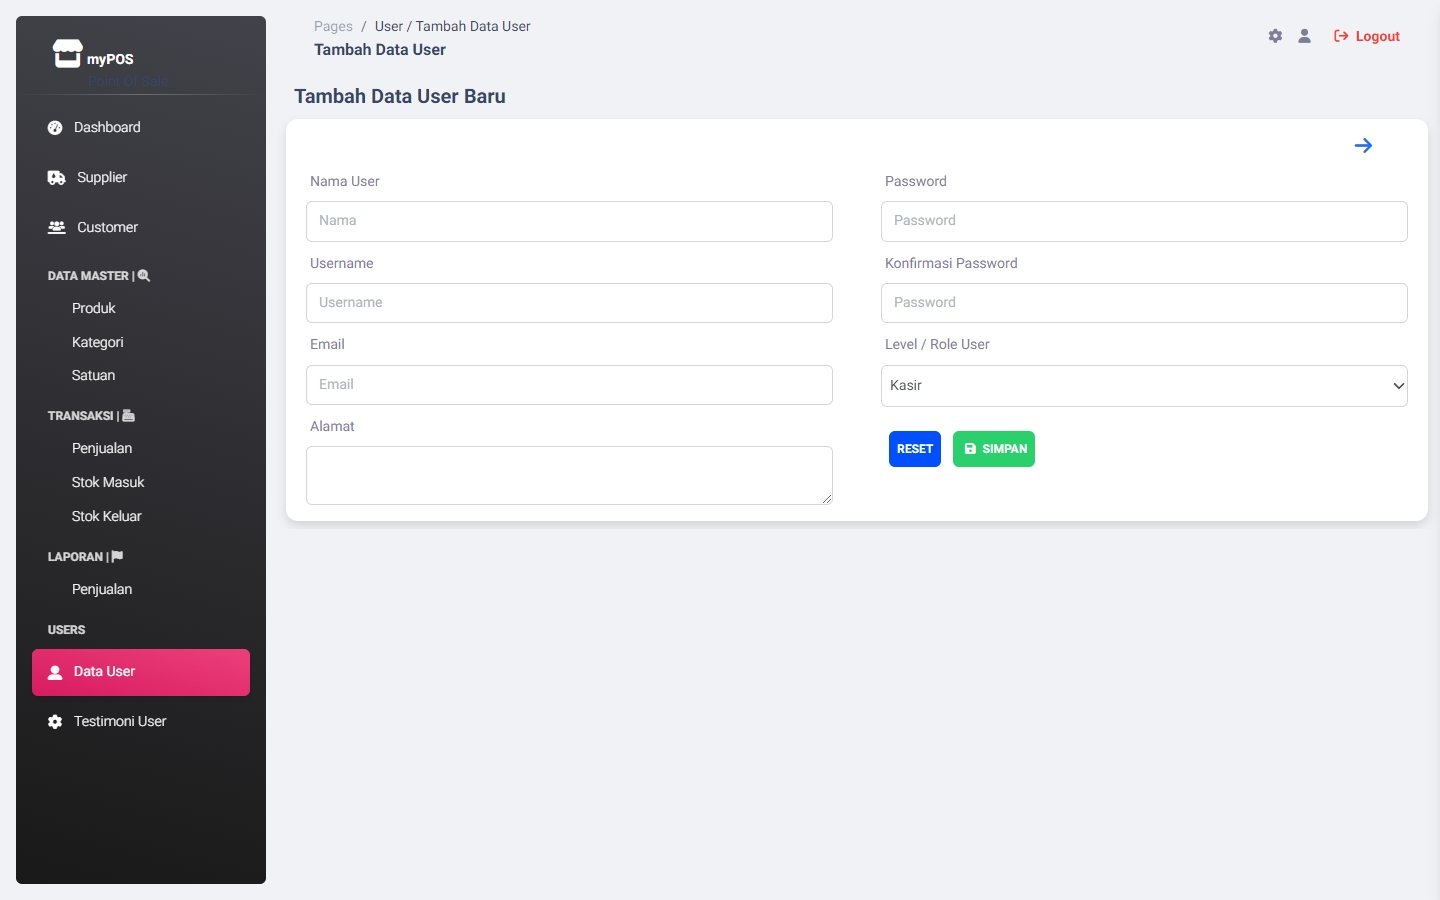 myPOS
Point Of Sale
Dashboard
Supplier
Customer
DATA MASTER |
Produk
Kategori
Satuan
TRANSAKSI |
Penjualan
Stok Masuk
Stok Keluar
LAPORAN |
Penjualan
USERS
Data User
Testimoni User
Pages / User / Tambah Data User
Tambah Data User
Logout
Tambah Data User Baru
Nama User
Nama
Username
Username
Email
Email
Alamat
Password
Password
Konfirmasi Password
Password
Level / Role User
Kasir
RESET
SIMPAN